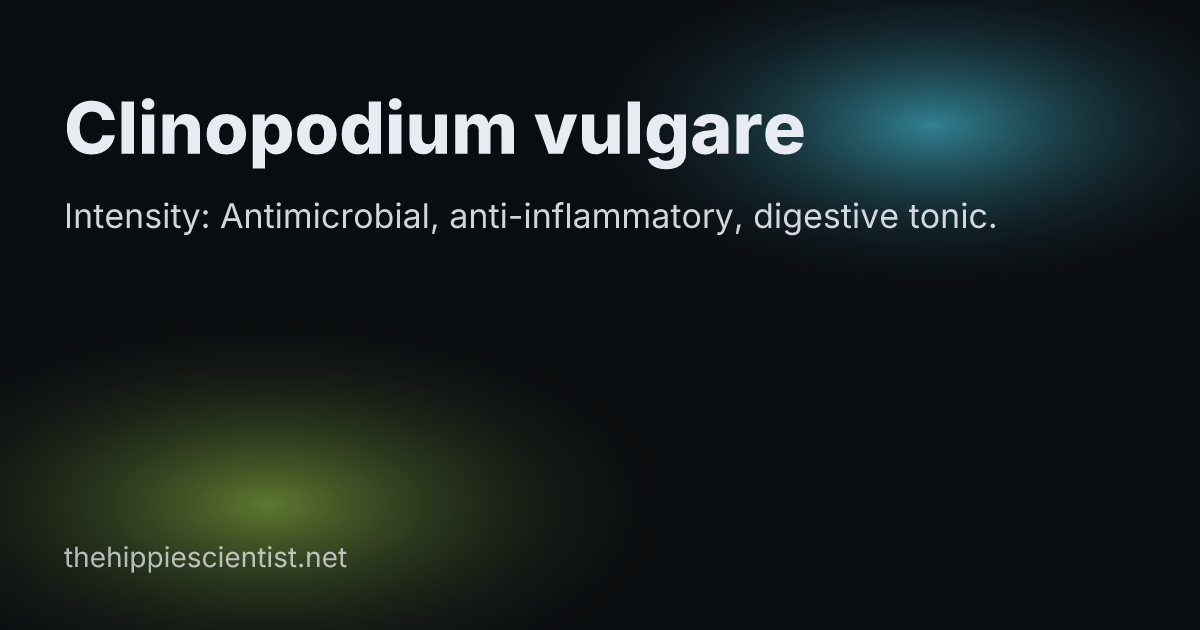 Clinopodium vulgare
Intensity: Antimicrobial, anti-inflammatory, digestive tonic.
thehippiescientist.net